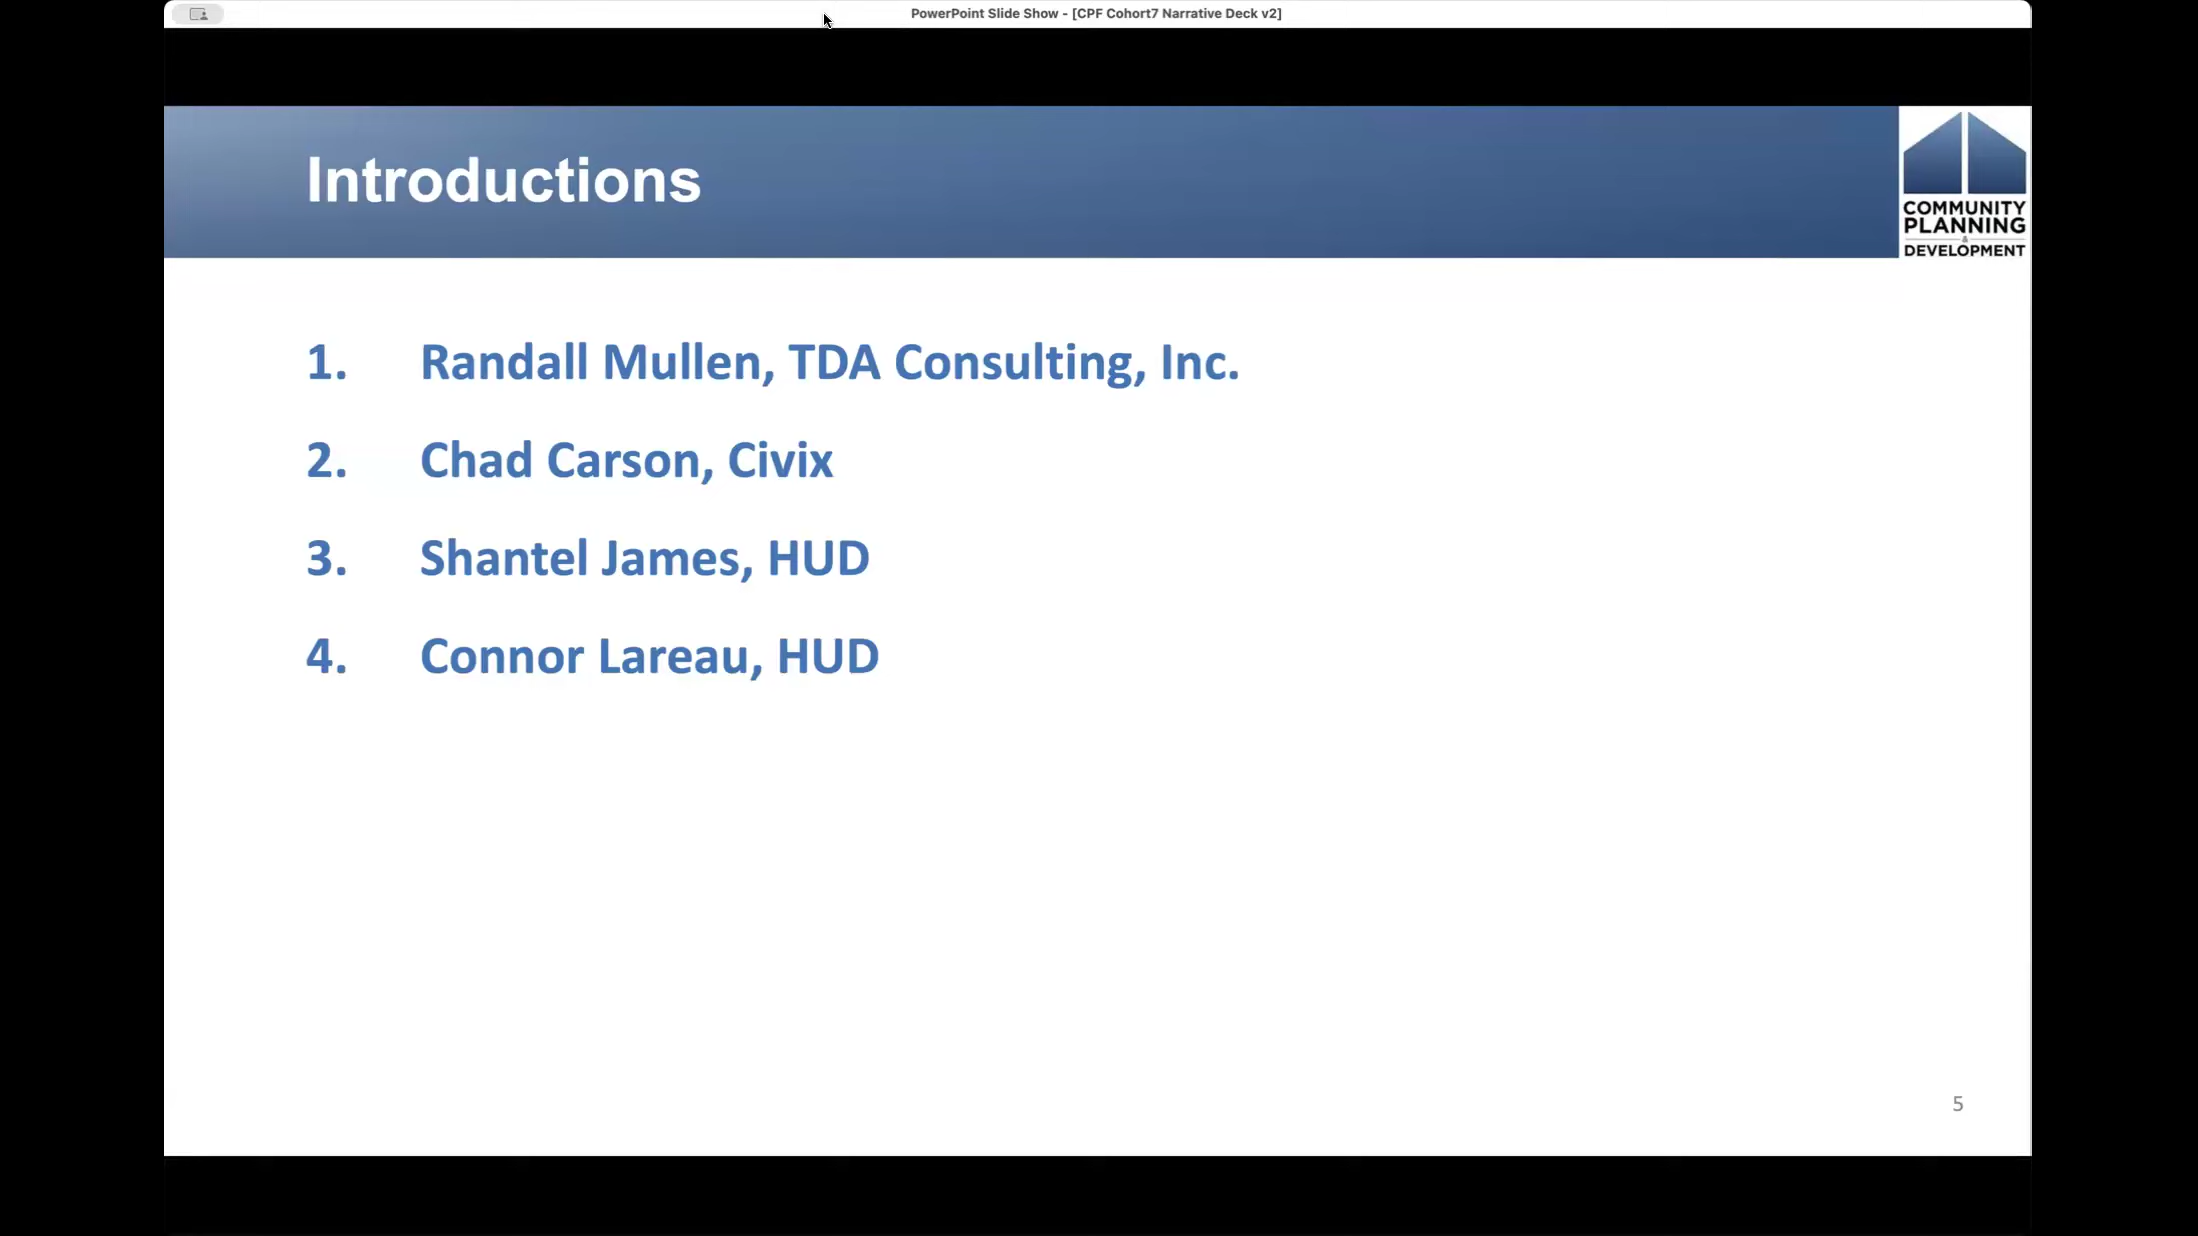 PowerPoint Slide Show - [CPF Cohort7 Narrative Deck v2]
Introductions
COMMUNITY
PLANNING
&
DEVELOPMENT
1. Randall Mullen, TDA Consulting, Inc.
2. Chad Carson, Civix
3. Shantel James, HUD
4. Connor Lareau, HUD
5